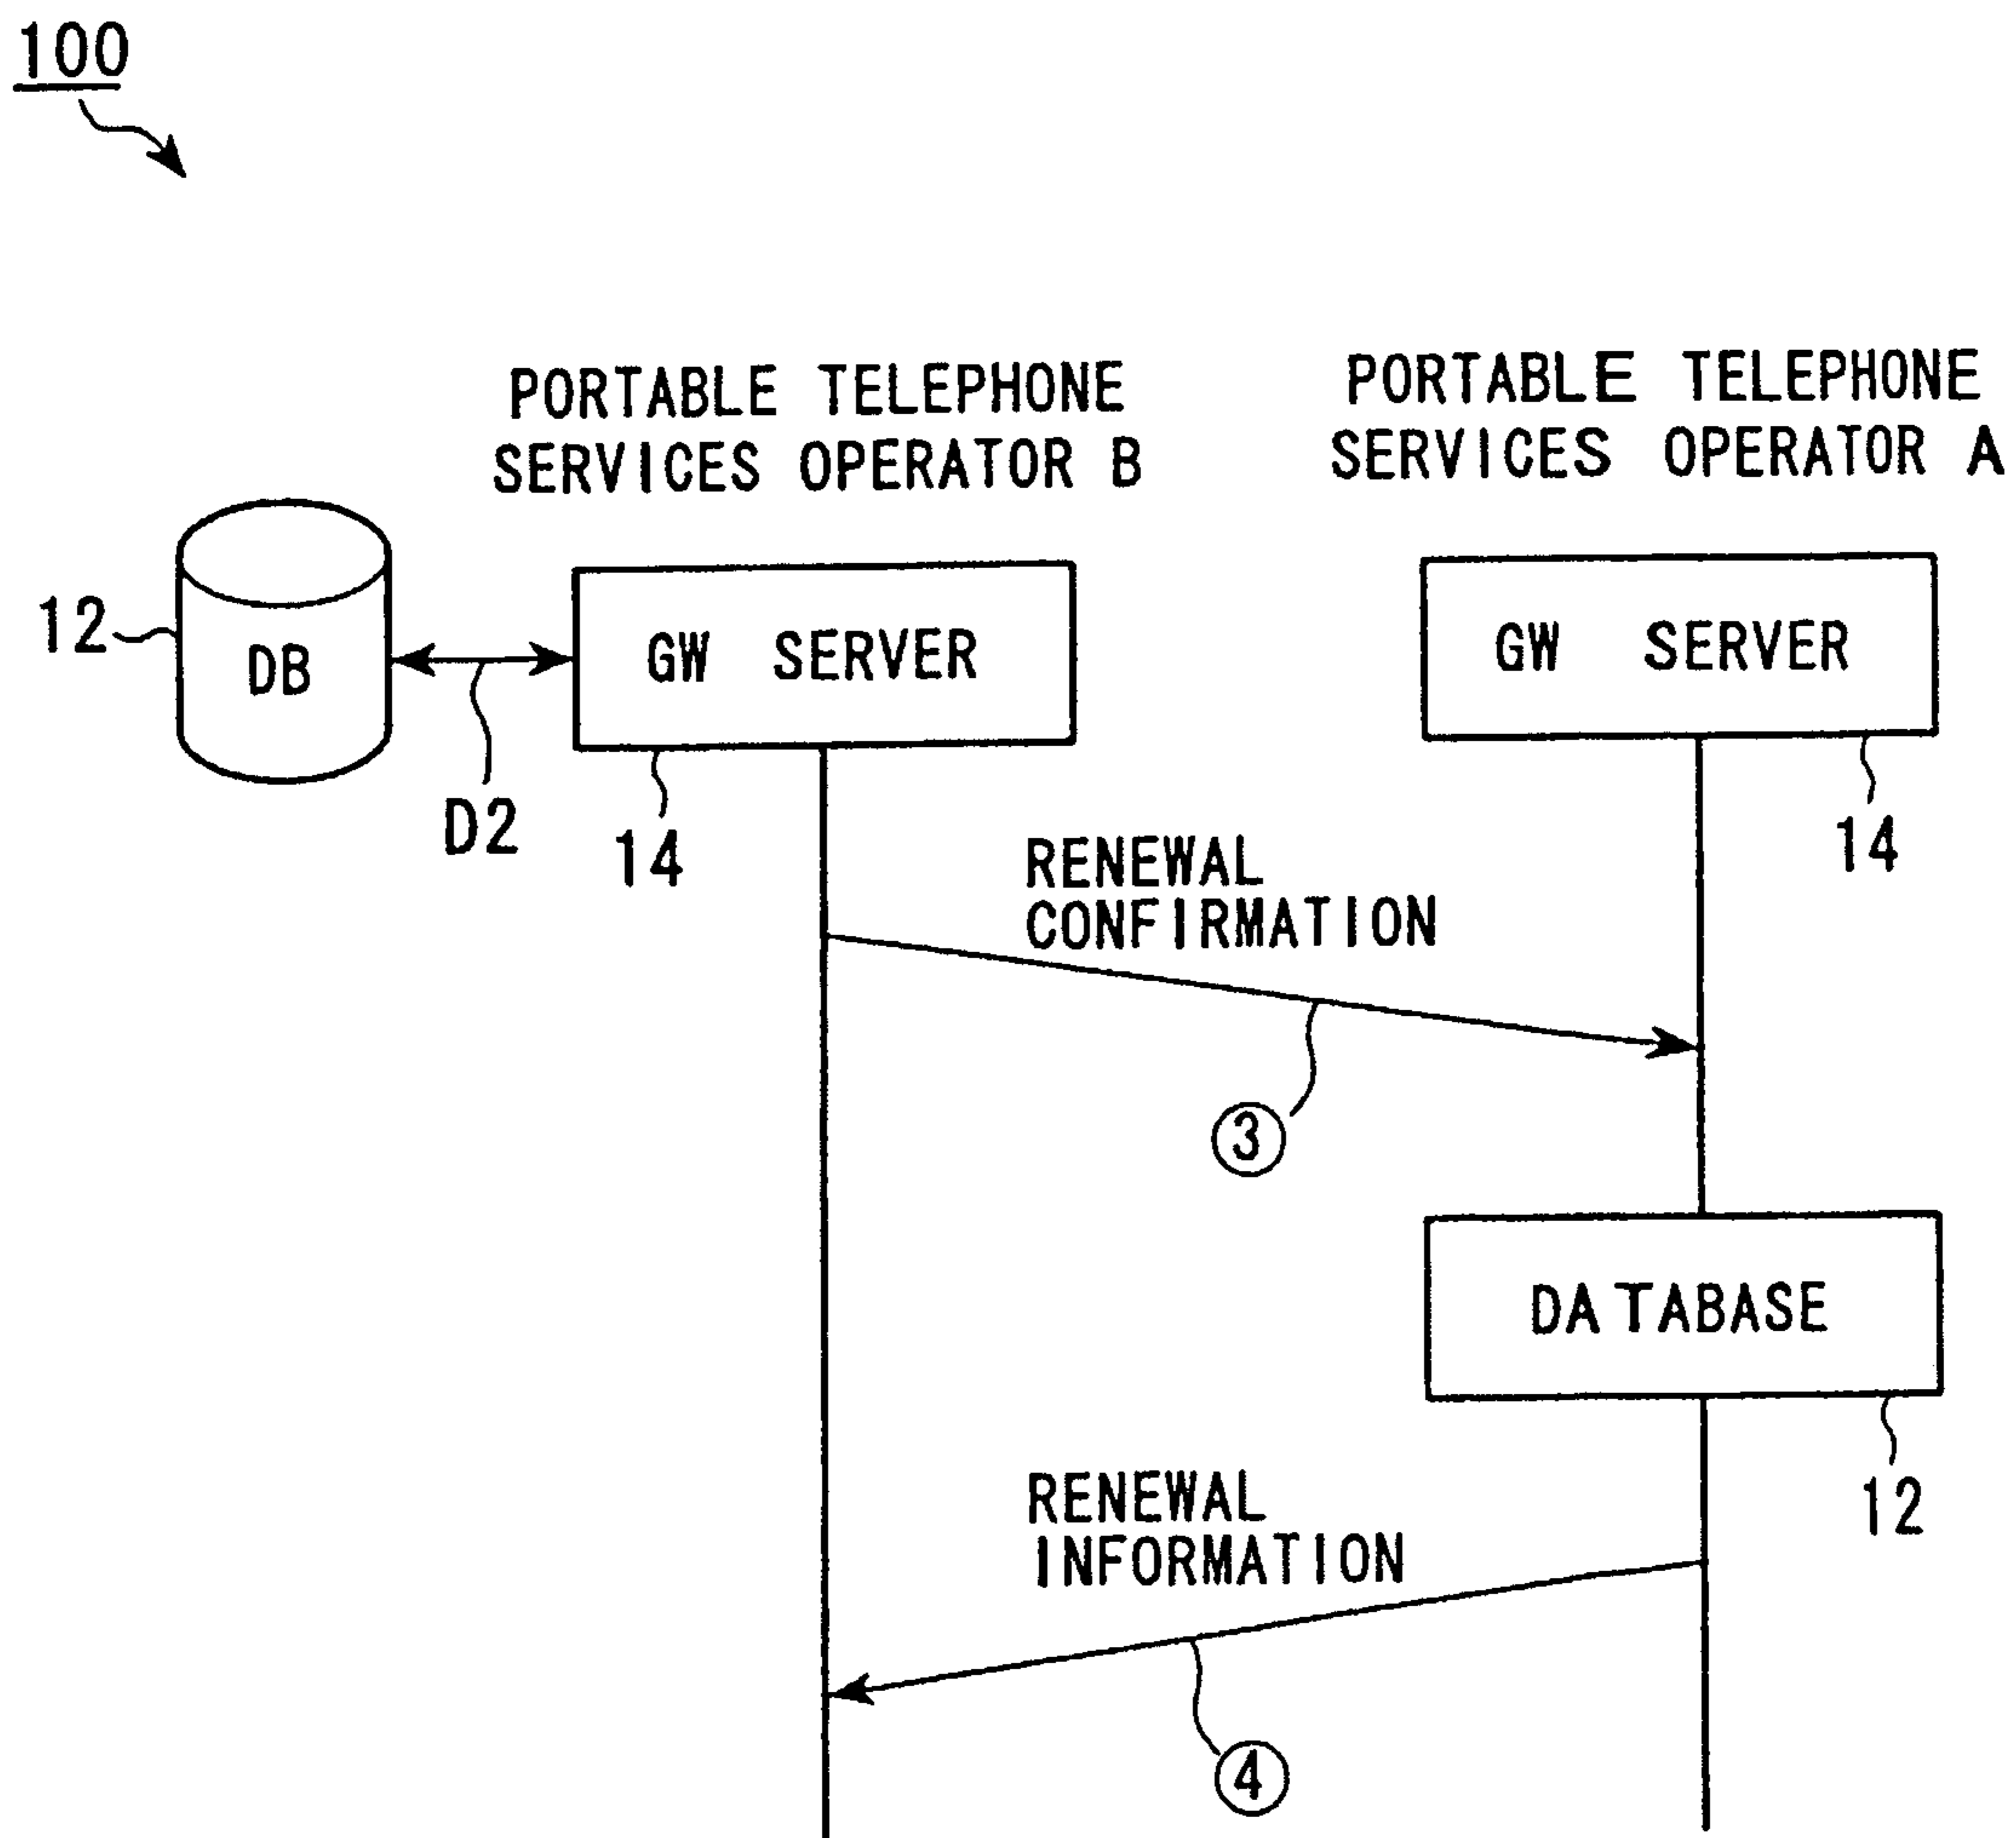 100
PORTABLE TELEPHONE
SERVICES OPERATOR B
PORTABLE TELEPHONE
SERVICES OPERATOR A
12
DB
GW SERVER
GW SERVER
D2
14
14
RENEWAL
CONFIRMATION
③
DATABASE
12
RENEWAL
INFORMATION
④